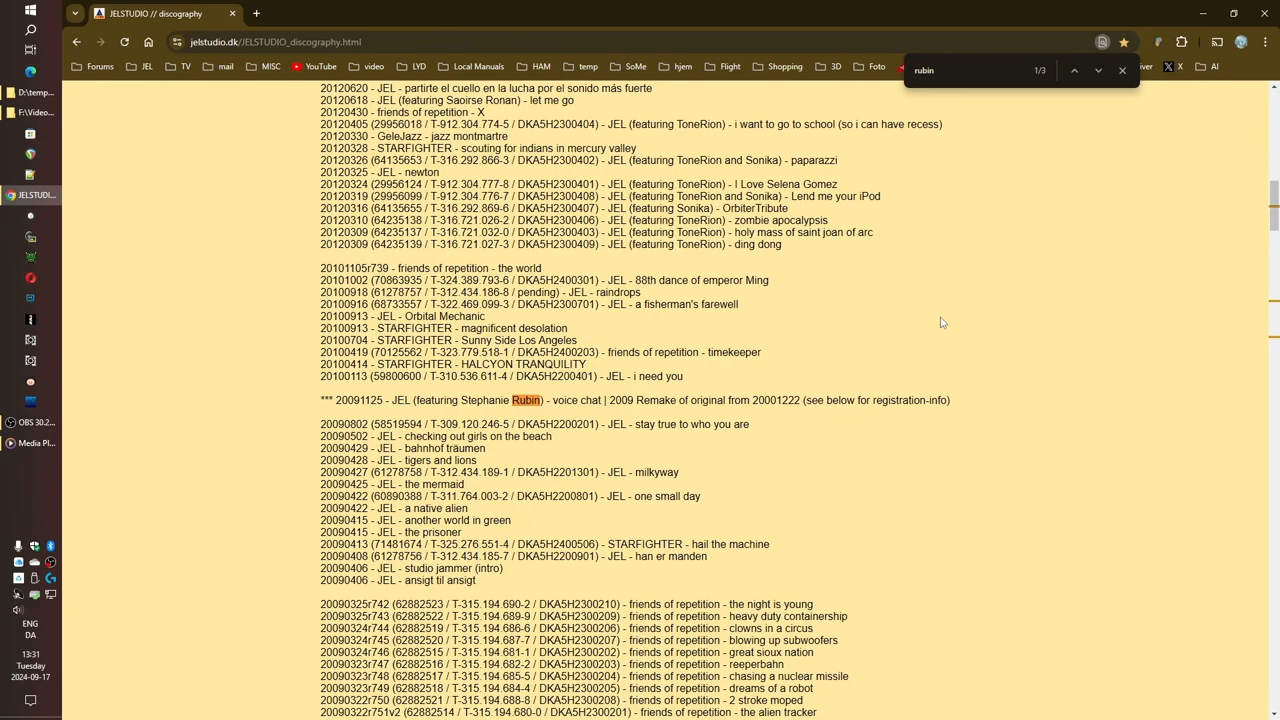 JELSTUDIO // discography
jelstudio.dk/JELSTUDIO_discography.html
Forums JEL TV mail MISC YouTube video LYD Local Manuals HAM temp SoMe hjem Flight Shopping 3D Foto X AI
rubin 1/3
20120620 - JEL - partirte el cuello en la lucha por el sonido más fuerte
20120618 - JEL (featuring Saoirse Ronan) - let me go
20120430 - friends of repetition - X
20120405 (29956018 / T-912.304.774-5 / DKA5H2300404) - JEL (featuring ToneRion) - i want to go to school (so i can have recess)
20120330 - GeleJazz - jazz montmartre
20120328 - STARFIGHTER - scouting for indians in mercury valley
20120326 (64135653 / T-316.292.866-3 / DKA5H2300402) - JEL (featuring ToneRion and Sonika) - paparazzi
20120325 - JEL - newton
20120324 (29956124 / T-912.304.777-8 / DKA5H2300401) - JEL (featuring ToneRion) - I Love Selena Gomez
20120319 (29956099 / T-912.304.776-7 / DKA5H2300408) - JEL (featuring ToneRion and Sonika) - Lend me your iPod
20120316 (64135655 / T-316.292.869-6 / DKA5H2300407) - JEL (featuring Sonika) - OrbiterTribute
20120310 (64235138 / T-316.721.026-2 / DKA5H2300406) - JEL (featuring ToneRion) - zombie apocalypsis
20120309 (64235137 / T-316.721.032-0 / DKA5H2300403) - JEL (featuring ToneRion) - holy mass of saint joan of arc
20120309 (64235139 / T-316.721.027-3 / DKA5H2300409) - JEL (featuring ToneRion) - ding dong
20101105r739 - friends of repetition - the world
20101002 (70863935 / T-324.389.793-6 / DKA5H2400301) - JEL - 88th dance of emperor Ming
20100918 (61278757 / T-312.434.186-8 / pending) - JEL - raindrops
20100916 (68733557 / T-322.469.099-3 / DKA5H2300701) - JEL - a fisherman's farewell
20100913 - JEL - Orbital Mechanic
20100913 - STARFIGHTER - magnificent desolation
20100704 - STARFIGHTER - Sunny Side Los Angeles
20100419 (70125562 / T-323.779.518-1 / DKA5H2400203) - friends of repetition - timekeeper
20100414 - STARFIGHTER - HALCYON TRANQUILITY
20100113 (59800600 / T-310.536.611-4 / DKA5H2200401) - JEL - i need you
*** 20091125 - JEL (featuring Stephanie Rubin) - voice chat | 2009 Remake of original from 20001222 (see below for registration-info)
20090802 (58519594 / T-309.120.246-5 / DKA5H2200201) - JEL - stay true to who you are
20090502 - JEL - checking out girls on the beach
20090429 - JEL - bahnhof träumen
20090428 - JEL - tigers and lions
20090427 (61278758 / T-312.434.189-1 / DKA5H2201301) - JEL - milkyway
20090425 - JEL - the mermaid
20090422 (60890388 / T-311.764.003-2 / DKA5H2200801) - JEL - one small day
20090422 - JEL - a native alien
20090415 - JEL - another world in green
20090415 - JEL - the prisoner
20090413 (71481674 / T-325.276.551-4 / DKA5H2400506) - STARFIGHTER - hail the machine
20090408 (61278756 / T-312.434.185-7 / DKA5H2200901) - JEL - han er manden
20090406 - JEL - studio jammer (intro)
20090406 - JEL - ansigt til ansigt
20090325r742 (62882523 / T-315.194.690-2 / DKA5H2300210) - friends of repetition - the night is young
20090325r743 (62882522 / T-315.194.689-9 / DKA5H2300209) - friends of repetition - heavy duty containership
20090324r744 (62882519 / T-315.194.686-6 / DKA5H2300206) - friends of repetition - clowns in a circus
20090324r745 (62882520 / T-315.194.687-7 / DKA5H2300207) - friends of repetition - blowing up subwoofers
20090324r746 (62882515 / T-315.194.681-1 / DKA5H2300202) - friends of repetition - great sioux nation
20090323r747 (62882516 / T-315.194.682-2 / DKA5H2300203) - friends of repetition - reeperbahn
20090323r748 (62882517 / T-315.194.685-5 / DKA5H2300204) - friends of repetition - chasing a nuclear missile
20090323r749 (62882518 / T-315.194.684-4 / DKA5H2300205) - friends of repetition - dreams of a robot
20090322r750 (62882521 / T-315.194.688-8 / DKA5H2300208) - friends of repetition - 2 stroke moped
20090322r751v2 (62882514 / T-315.194.680-0 / DKA5H2300201) - friends of repetition - the alien tracker
D:\temp...
F:\Video...
JELSTUDI...
OBS 30.2...
Media Pl...
ENG
DA
13:31
Tuesday
2024-09-17